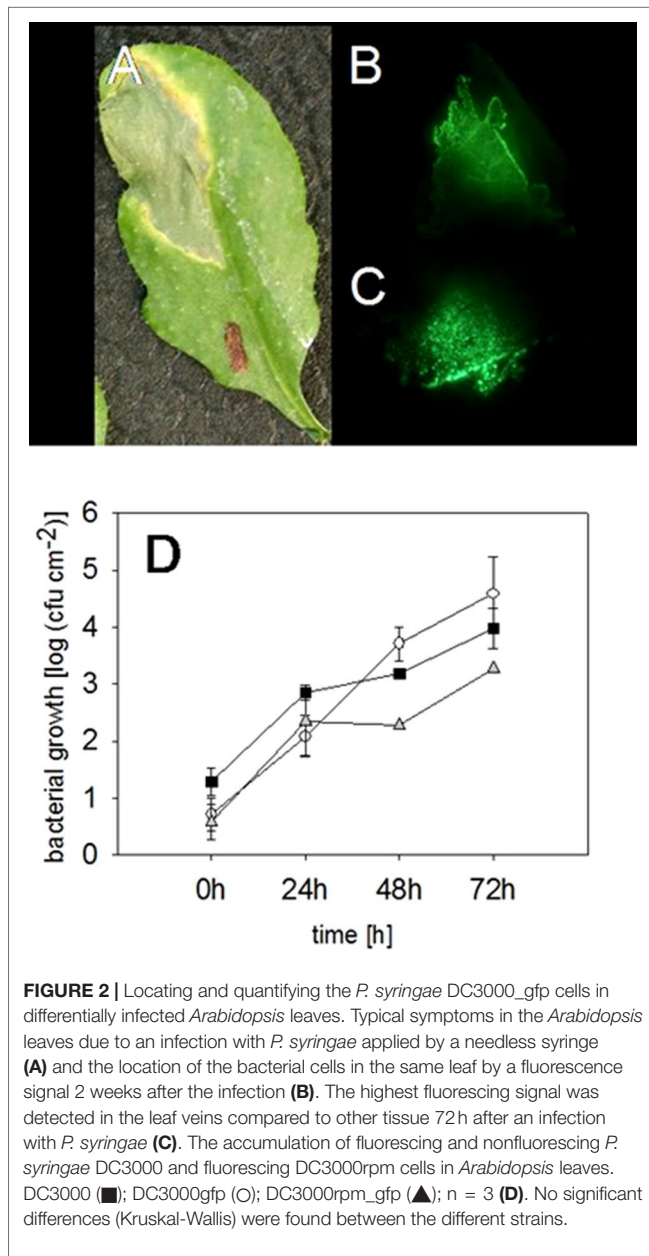 A
B
C
D
6
5
4
3
2
1
0
bacterial growth [log (cfu cm-2)]
0h 24h 48h 72h
time [h]
FIGURE 2 | Locating and quantifying the P. syringae DC3000_gfp cells in
differentially infected Arabidopsis leaves. Typical symptoms in the Arabidopsis
leaves due to an infection with P. syringae applied by a needless syringe
(A) and the location of the bacterial cells in the same leaf by a fluorescence
signal 2 weeks after the infection (B). The highest fluorescing signal was
detected in the leaf veins compared to other tissue 72 h after an infection
with P. syringae (C). The accumulation of fluorescing and nonfluorescing P.
syringae DC3000 and fluorescing DC3000rpm cells in Arabidopsis leaves.
DC3000 (■); DC3000gfp (○); DC3000rpm_gfp (▲); n = 3 (D). No significant
differences (Kruskal-Wallis) were found between the different strains.